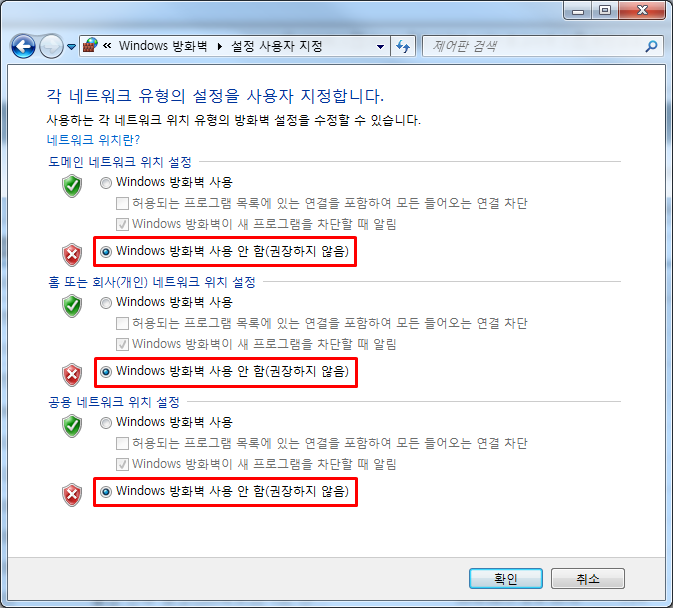 « Windows 방화벽 ▸ 설정 사용자 지정
제어판 검색
각 네트워크 유형의 설정을 사용자 지정합니다.
사용하는 각 네트워크 위치 유형의 방화벽 설정을 수정할 수 있습니다.
네트워크 위치란?
도메인 네트워크 위치 설정
Windows 방화벽 사용
허용되는 프로그램 목록에 있는 연결을 포함하여 모든 들어오는 연결 차단
Windows 방화벽이 새 프로그램을 차단할 때 알림
Windows 방화벽 사용 안 함(권장하지 않음)
홈 또는 회사(개인) 네트워크 위치 설정
Windows 방화벽 사용
허용되는 프로그램 목록에 있는 연결을 포함하여 모든 들어오는 연결 차단
Windows 방화벽이 새 프로그램을 차단할 때 알림
Windows 방화벽 사용 안 함(권장하지 않음)
공용 네트워크 위치 설정
Windows 방화벽 사용
허용되는 프로그램 목록에 있는 연결을 포함하여 모든 들어오는 연결 차단
Windows 방화벽이 새 프로그램을 차단할 때 알림
Windows 방화벽 사용 안 함(권장하지 않음)
확인
취소